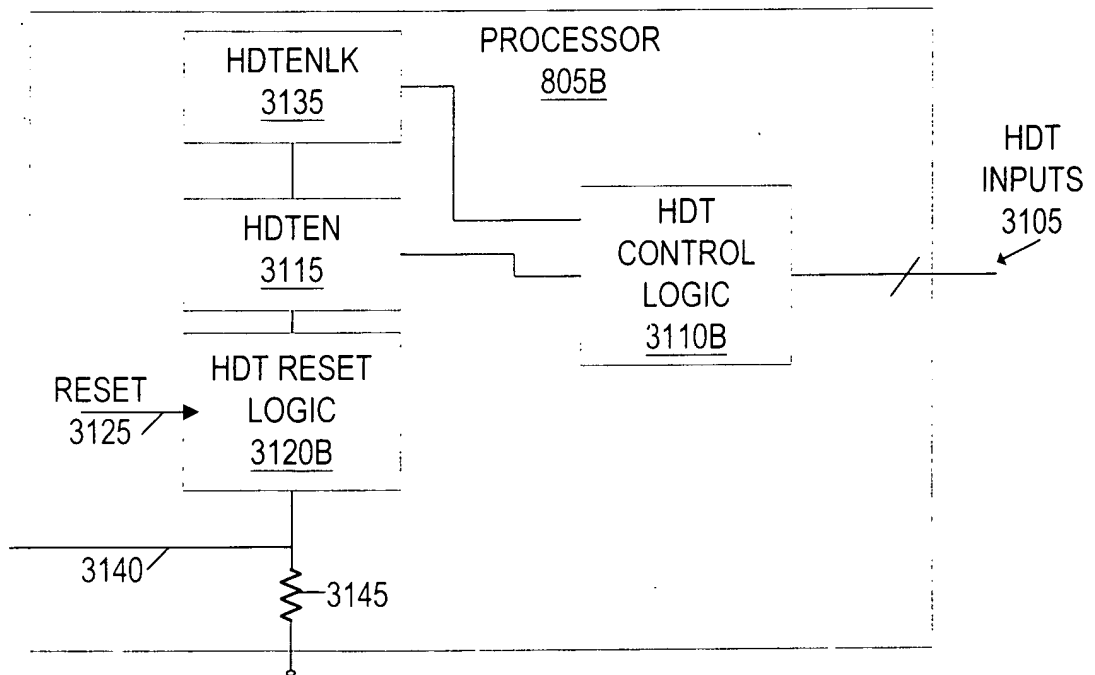 HDTENLK
3135
PROCESSOR
805B
HDT
INPUTS
3105
HDTEN
3115
HDT
CONTROL
LOGIC
3110B
HDT RESET
LOGIC
3120B
RESET
3125
3140
3145